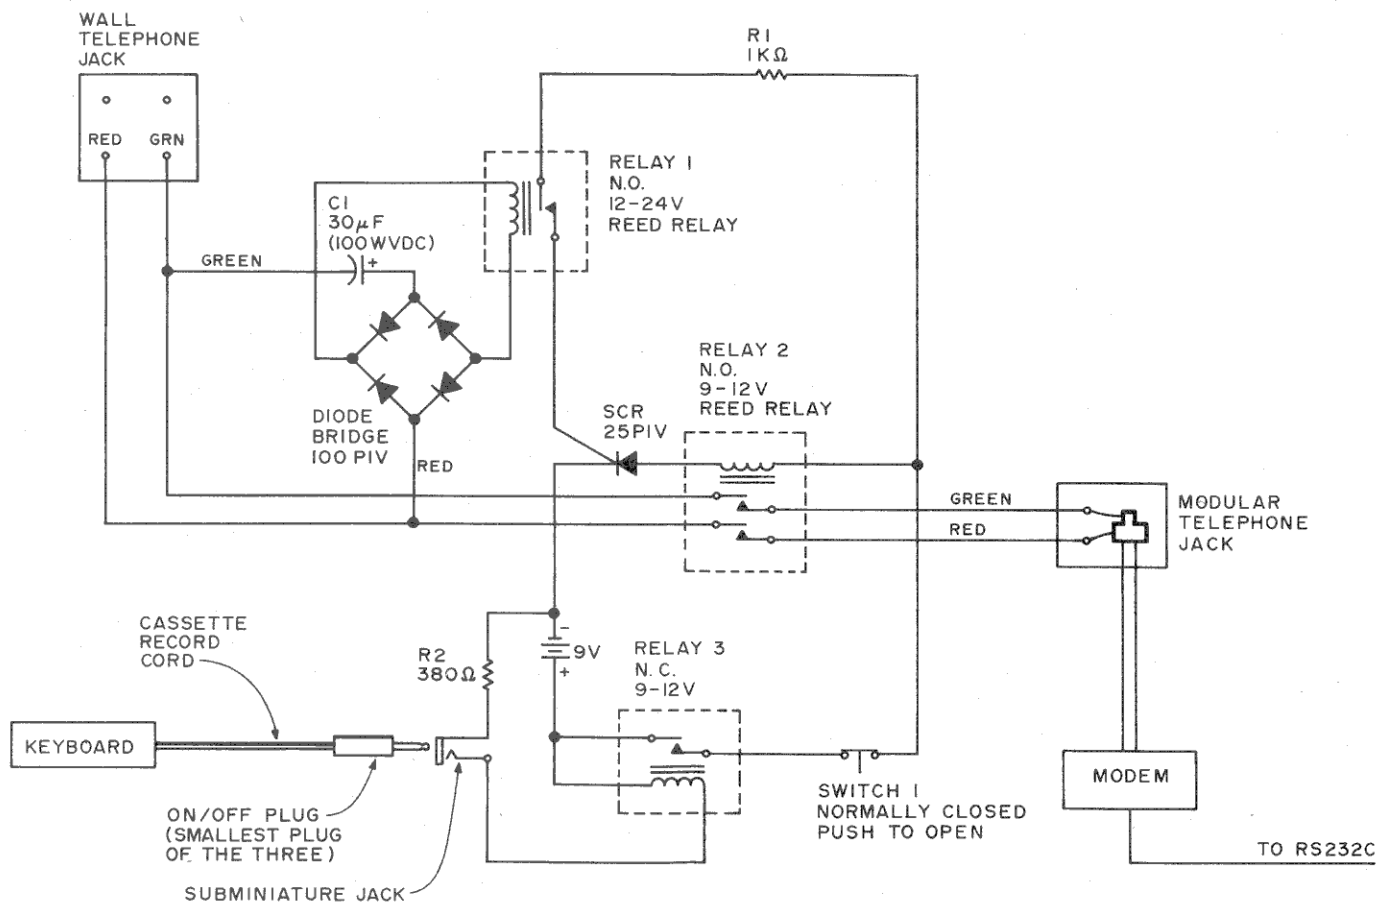 WALL
TELEPHONE
JACK
RED GRN
R1
1KΩ
RELAY 1
N.O.
12-24V
REED RELAY
C1
30μF
(100WVDC)
+
GREEN
DIODE
BRIDGE
100 PIV
RED
RELAY 2
N.O.
9-12V
REED RELAY
SCR
25PIV
GREEN
RED
MODULAR
TELEPHONE
JACK
CASSETTE
RECORD
CORD
R2
380Ω
-
9V
+
RELAY 3
N.C.
9-12V
KEYBOARD
ON/OFF PLUG
(SMALLEST PLUG
OF THE THREE)
SUBMINIATURE JACK
SWITCH 1
NORMALLY CLOSED
PUSH TO OPEN
MODEM
TO RS232C